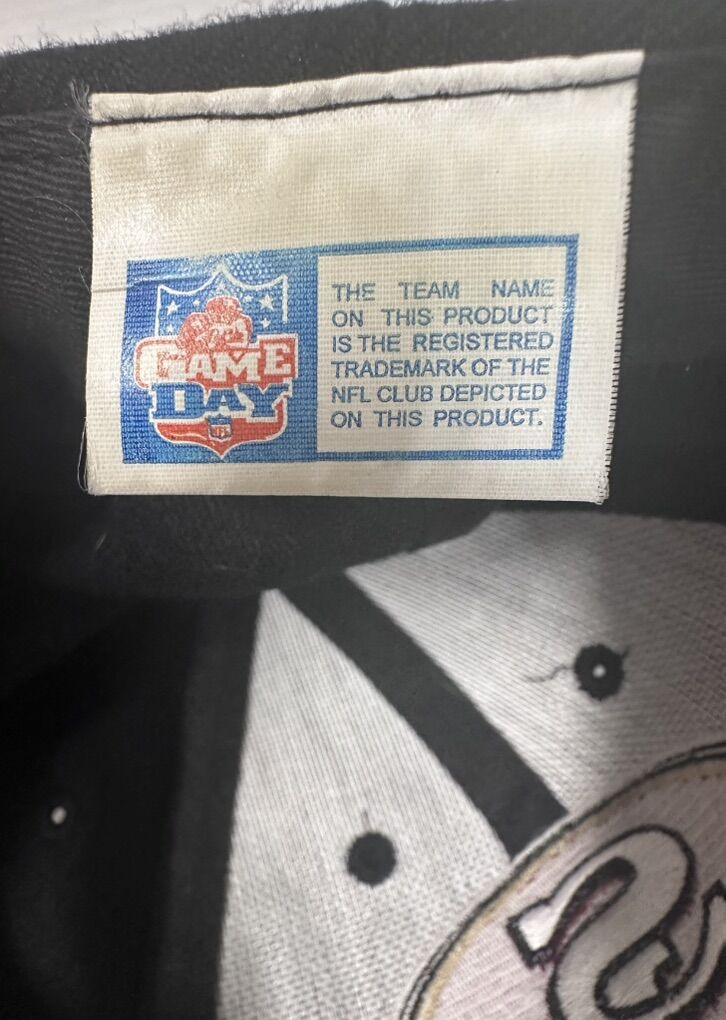 GAME
DAY
NFL
THE TEAM NAME
ON THIS PRODUCT
IS THE REGISTERED
TRADEMARK OF THE
NFL CLUB DEPICTED
ON THIS PRODUCT.